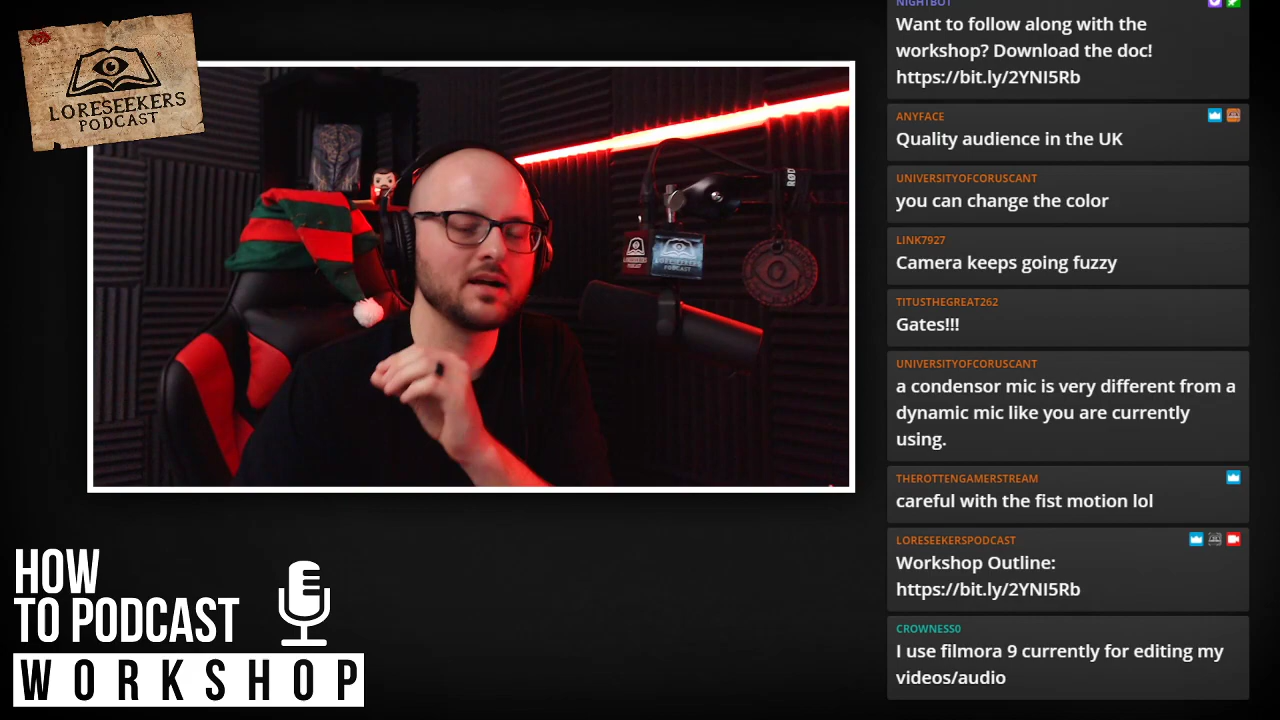 LORESEEKERS
PODCAST
RØD
LORESEEKERS
PODCAST
HOW
TO PODCAST
WORKSHOP
NIGHTBOT
Want to follow along with the
workshop? Download the doc!
https://bit.ly/2YNI5Rb
ANYFACE
Quality audience in the UK
UNIVERSITYOFCORUSCANT
you can change the color
LINK7927
Camera keeps going fuzzy
TITUSTHEGREAT262
Gates!!!
UNIVERSITYOFCORUSCANT
a condensor mic is very different from a
dynamic mic like you are currently
using.
THEROTTENGAMERSTREAM
careful with the fist motion lol
LORESEEKERSPODCAST
Workshop Outline:
https://bit.ly/2YNI5Rb
CROWNESS0
I use filmora 9 currently for editing my
videos/audio